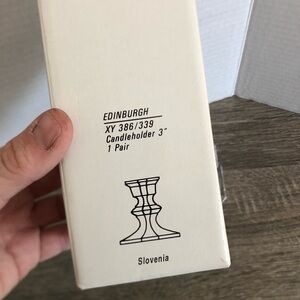 EDINBURGH
XY 386/339
Candleholder 3"
1 Pair
Slovenia